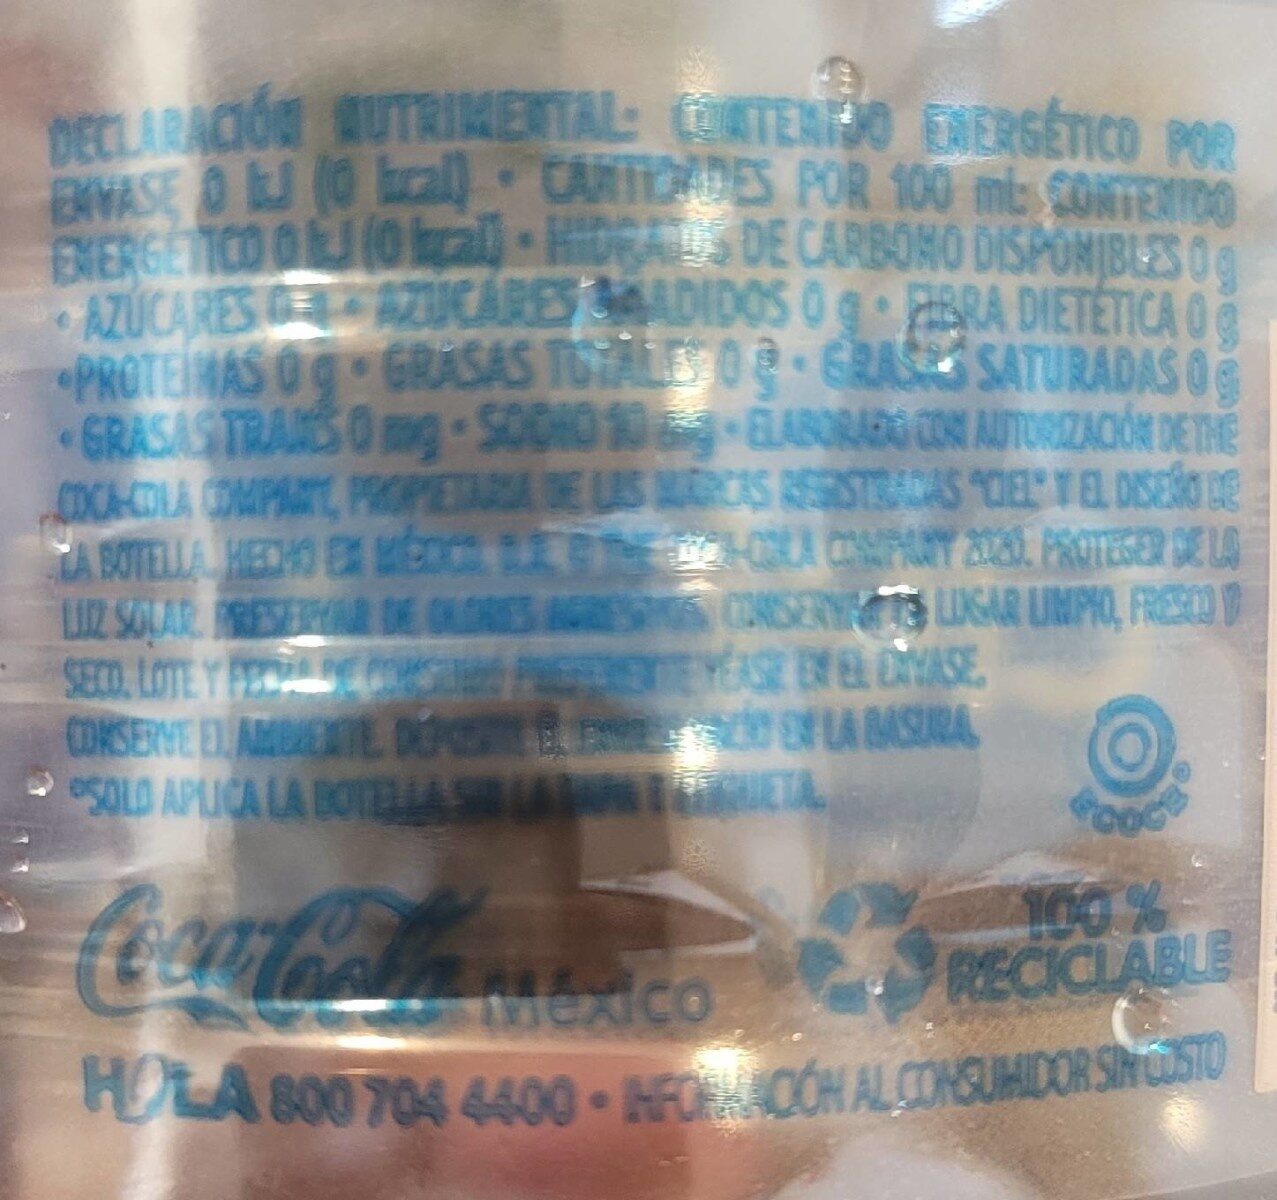 DECLARACIÓN NUTRIMENTAL: CONTENIDO ENERGÉTICO POR
ENVASE 0 kJ (0 kcal) • CANTIDADES POR 100 ml: CONTENIDO
ENERGÉTICO 0 kJ (0 kcal) • HIDRATOS DE CARBONO DISPONIBLES 0 g
• AZÚCARES 0 g • AZÚCARES AÑADIDOS 0 g • FIBRA DIETÉTICA 0 g
• PROTEÍNAS 0 g • GRASAS TOTALES 0 g • GRASAS SATURADAS 0 g
• GRASAS TRANS 0 mg • SODIO 10 mg • ELABORADO CON AUTORIZACIÓN DE THE
COCA-COLA COMPANY, PROPIETARIA DE LAS MARCAS REGISTRADAS "CIEL" Y EL DISEÑO DE
LA BOTELLA. HECHO EN MÉXICO. THE COCA-COLA COMPANY 2020. PROTEGER DE LA
LUZ SOLAR. PRESERVAR DE OLORES AGRESIVOS. CONSERVAR EN LUGAR LIMPIO, FRESCO Y
SECO. LOTE Y FECHA DE CONSUMO PREFERENTE VÉASE EN EL ENVASE.
CONSERVE EL AMBIENTE. DEPOSITE EL ENVASE VACÍO EN LA BASURA.
*SOLO APLICA LA BOTELLA SIN LA TAPA Y ETIQUETA.
ECOCE®
Coca-Cola México
100 %
RECICLABLE
HOLA 800 704 4400 • INFORMACIÓN AL CONSUMIDOR SIN COSTO